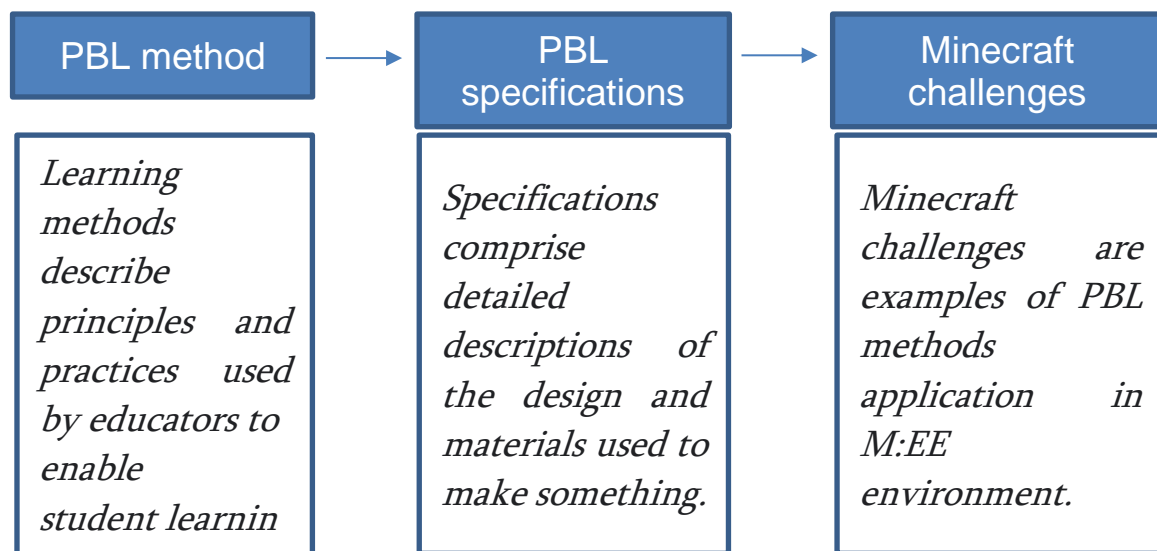 PBL method
PBL
specifications
Minecraft
challenges
Learning
methods
describe
principles and
practices used
by educators to
enable
student learnin
Specifications
comprise
detailed
descriptions of
the design and
materials used to
make something.
Minecraft
challenges are
examples of PBL
methods
application in
M:EE
environment.